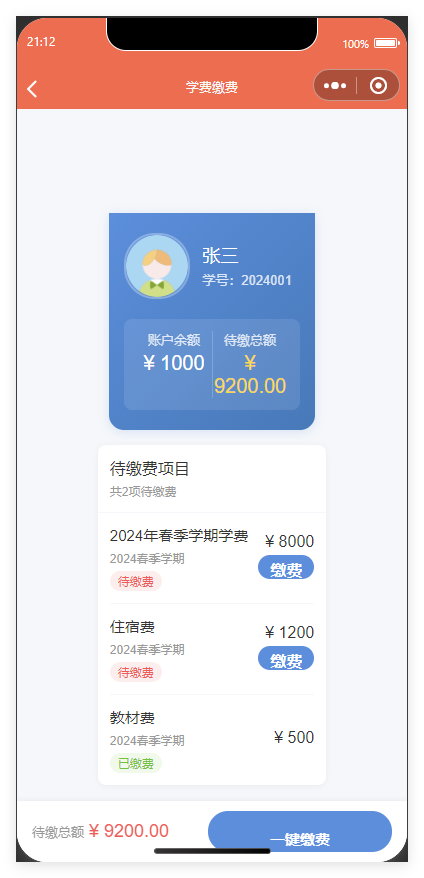 21:12
100%
学费缴费
张三
学号：2024001
账户余额
¥ 1000
待缴总额
¥
9200.00
待缴费项目
共2项待缴费
2024年春季学期学费
¥ 8000
2024春季学期
缴费
待缴费
住宿费
¥ 1200
2024春季学期
缴费
待缴费
教材费
¥ 500
2024春季学期
已缴费
待缴总额 ¥ 9200.00
一键缴费